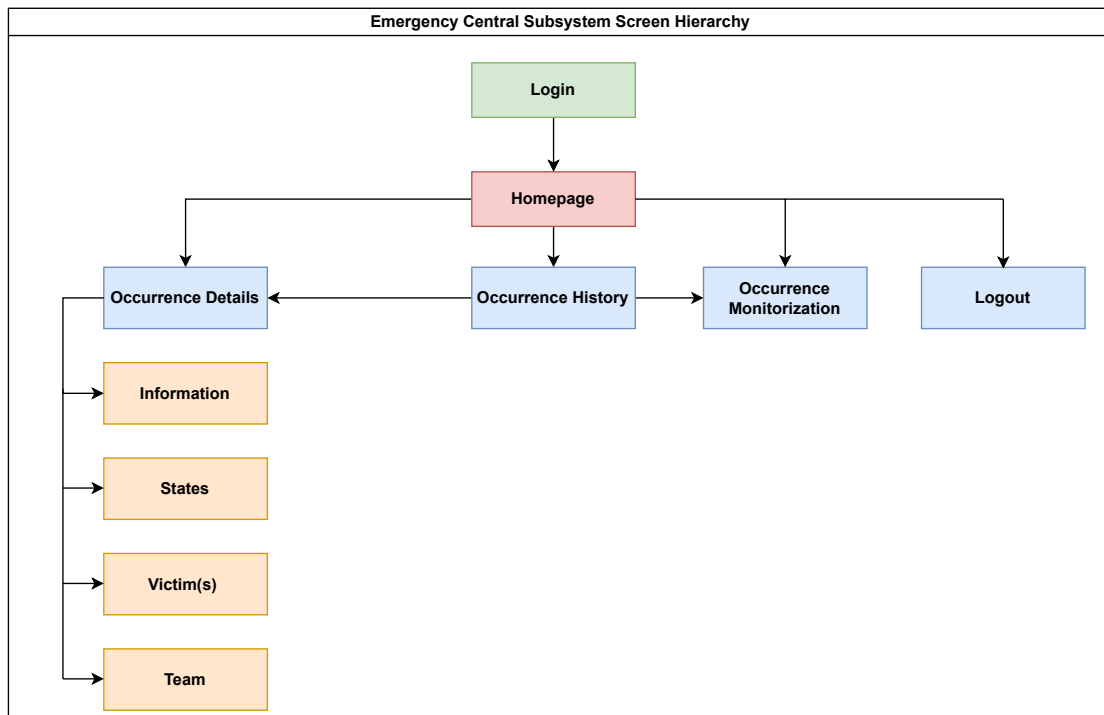 Emergency Central Subsystem Screen Hierarchy
Login
Homepage
Occurrence Details
Occurrence History
Occurrence
Monitorization
Logout
Information
States
Victim(s)
Team